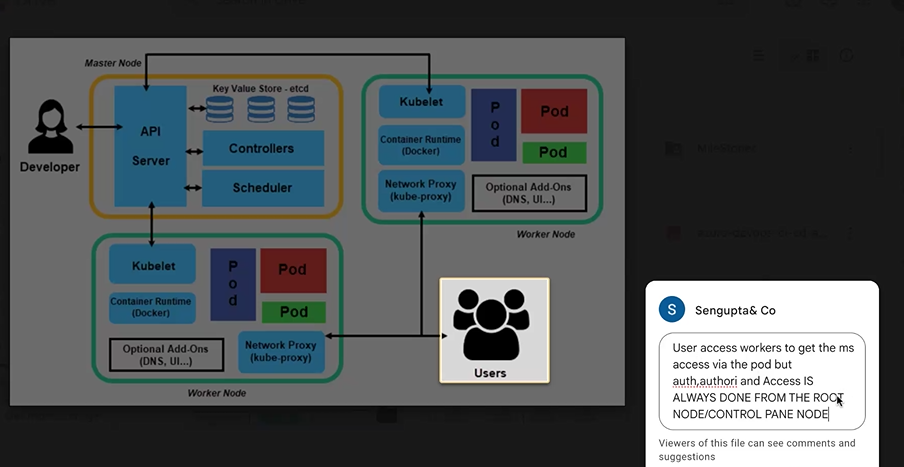 Master Node
Key Value Store - etcd
API
Server
Controllers
Scheduler
Developer
Kubelet
Container Runtime
(Docker)
Network Proxy
(kube-proxy)
P
o
d
Pod
Pod
Optional Add-Ons
(DNS, UI...)
Worker Node
Kubelet
Container Runtime
(Docker)
P
o
d
Pod
Pod
Optional Add-Ons
(DNS, UI...)
Network Proxy
(kube-proxy)
Worker Node
Users
S
Sengupta& Co
User access workers to get the ms
access via the pod but
auth,authori and Access IS
ALWAYS DONE FROM THE ROOT
NODE/CONTROL PANE NODE
Viewers of this file can see comments and
suggestions